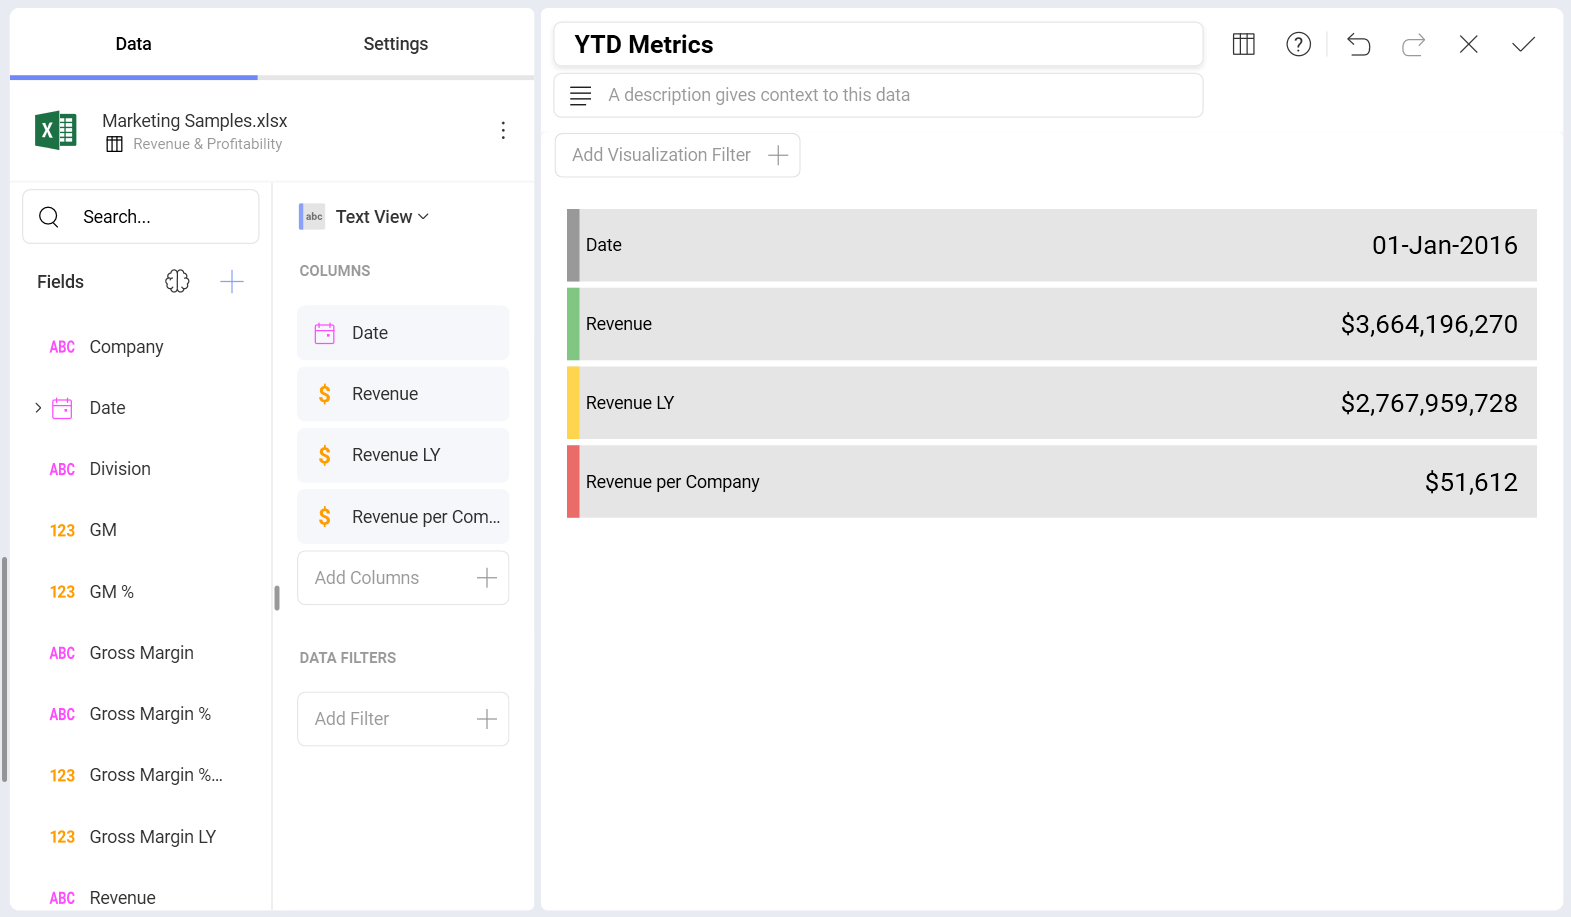 Data
Settings
Marketing Samples.xlsx
Revenue & Profitability
Search...
Fields
ABC Company
Date
ABC Division
123 GM
123 GM %
ABC Gross Margin
ABC Gross Margin %
123 Gross Margin %...
123 Gross Margin LY
ABC Revenue
abc Text View
COLUMNS
Date
$ Revenue
$ Revenue LY
$ Revenue per Com...
Add Columns
DATA FILTERS
Add Filter
YTD Metrics
A description gives context to this data
Add Visualization Filter
Date 01-Jan-2016
Revenue $3,664,196,270
Revenue LY $2,767,959,728
Revenue per Company $51,612